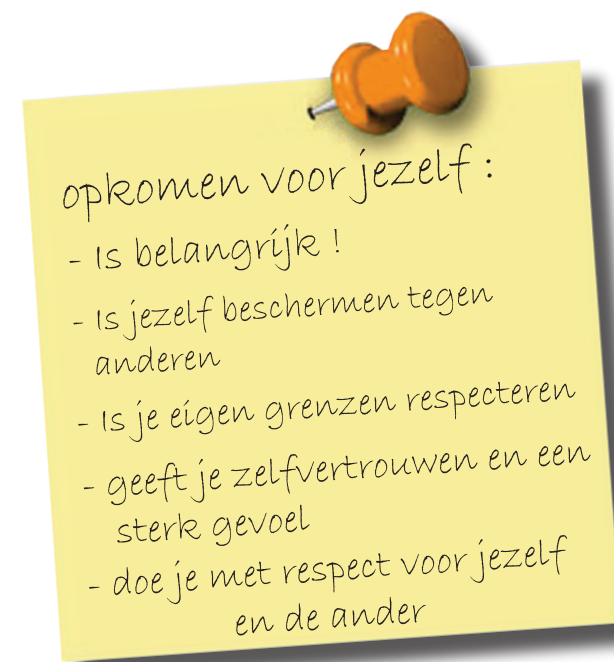 opkomen voor jezelf :
- Is belangrijk !
- Is jezelf beschermen tegen
anderen
- Is je eigen grenzen respecteren
- geeft je zelfvertrouwen en een
sterk gevoel
- doe je met respect voor jezelf
en de ander